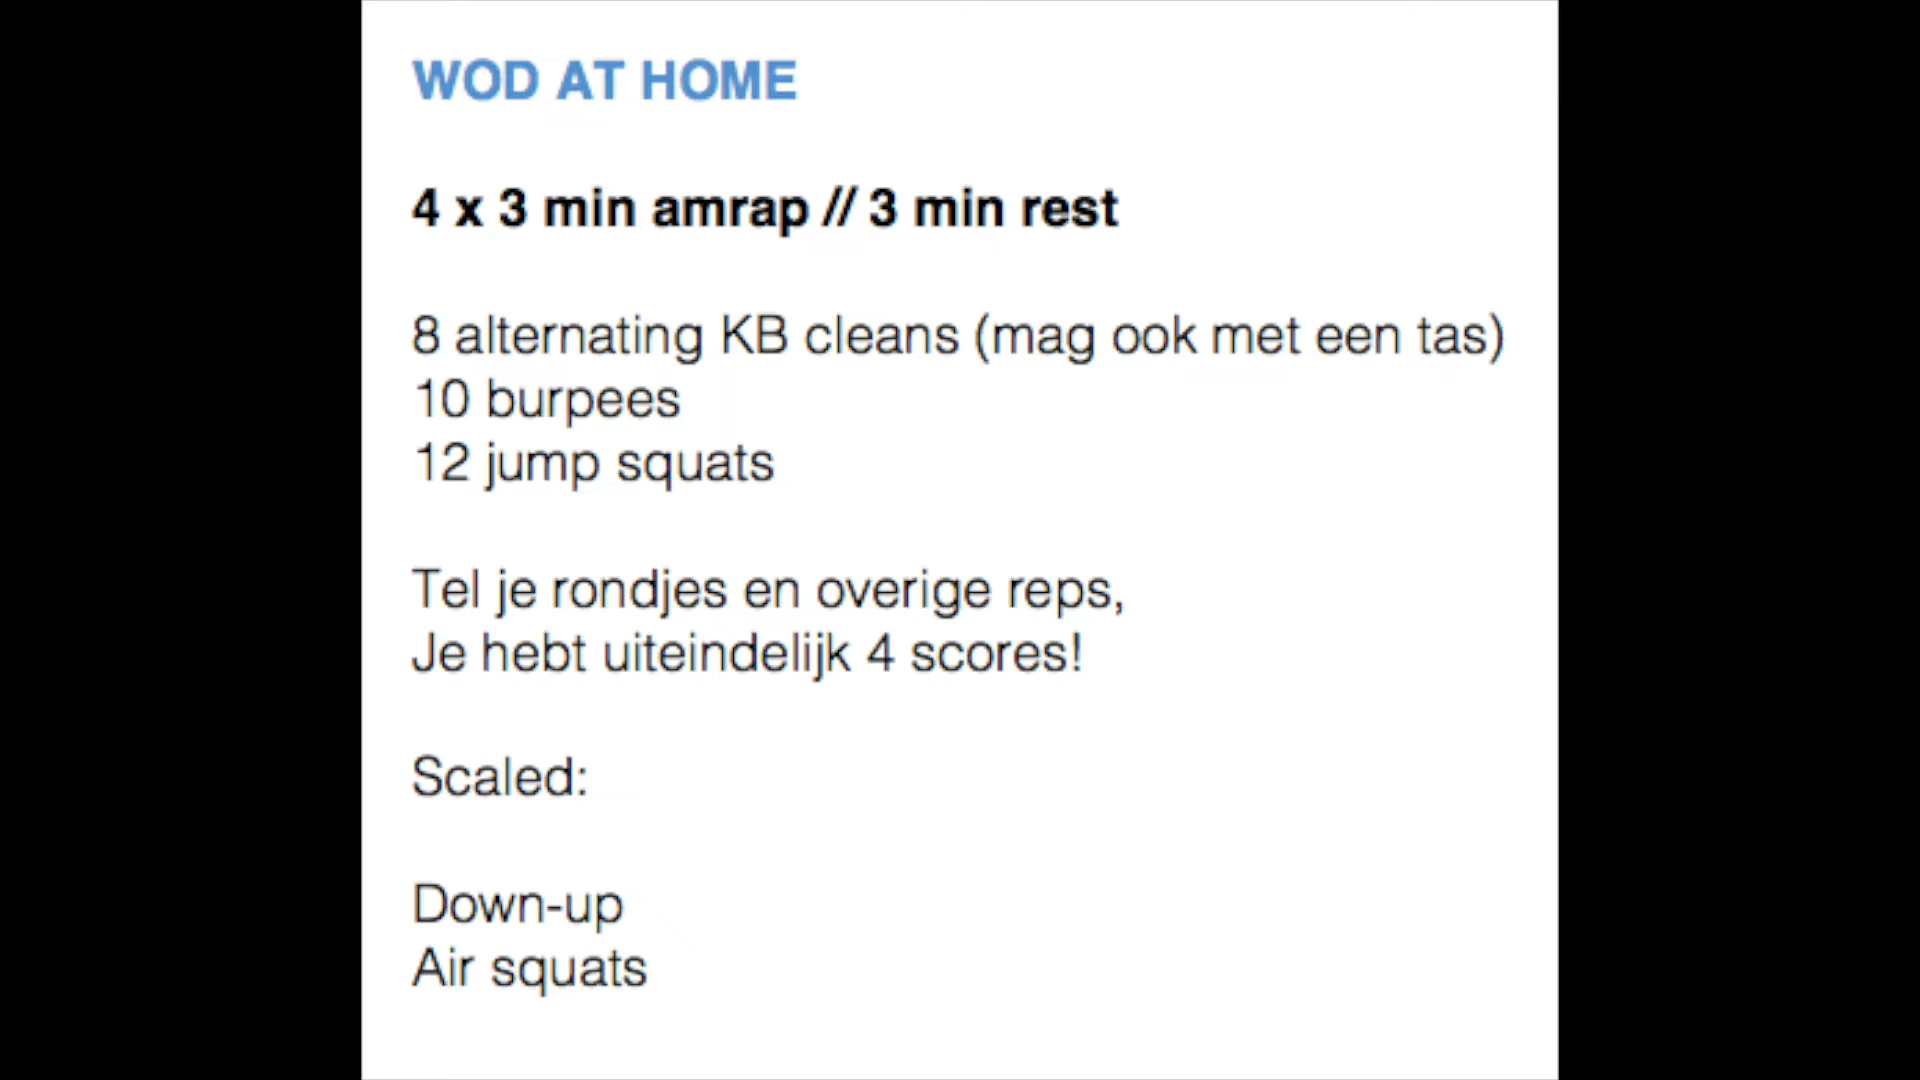 WOD AT HOME
4 x 3 min amrap // 3 min rest
8 alternating KB cleans (mag ook met een tas)
10 burpees
12 jump squats
Tel je rondjes en overige reps,
Je hebt uiteindelijk 4 scores!
Scaled:
Down-up
Air squats